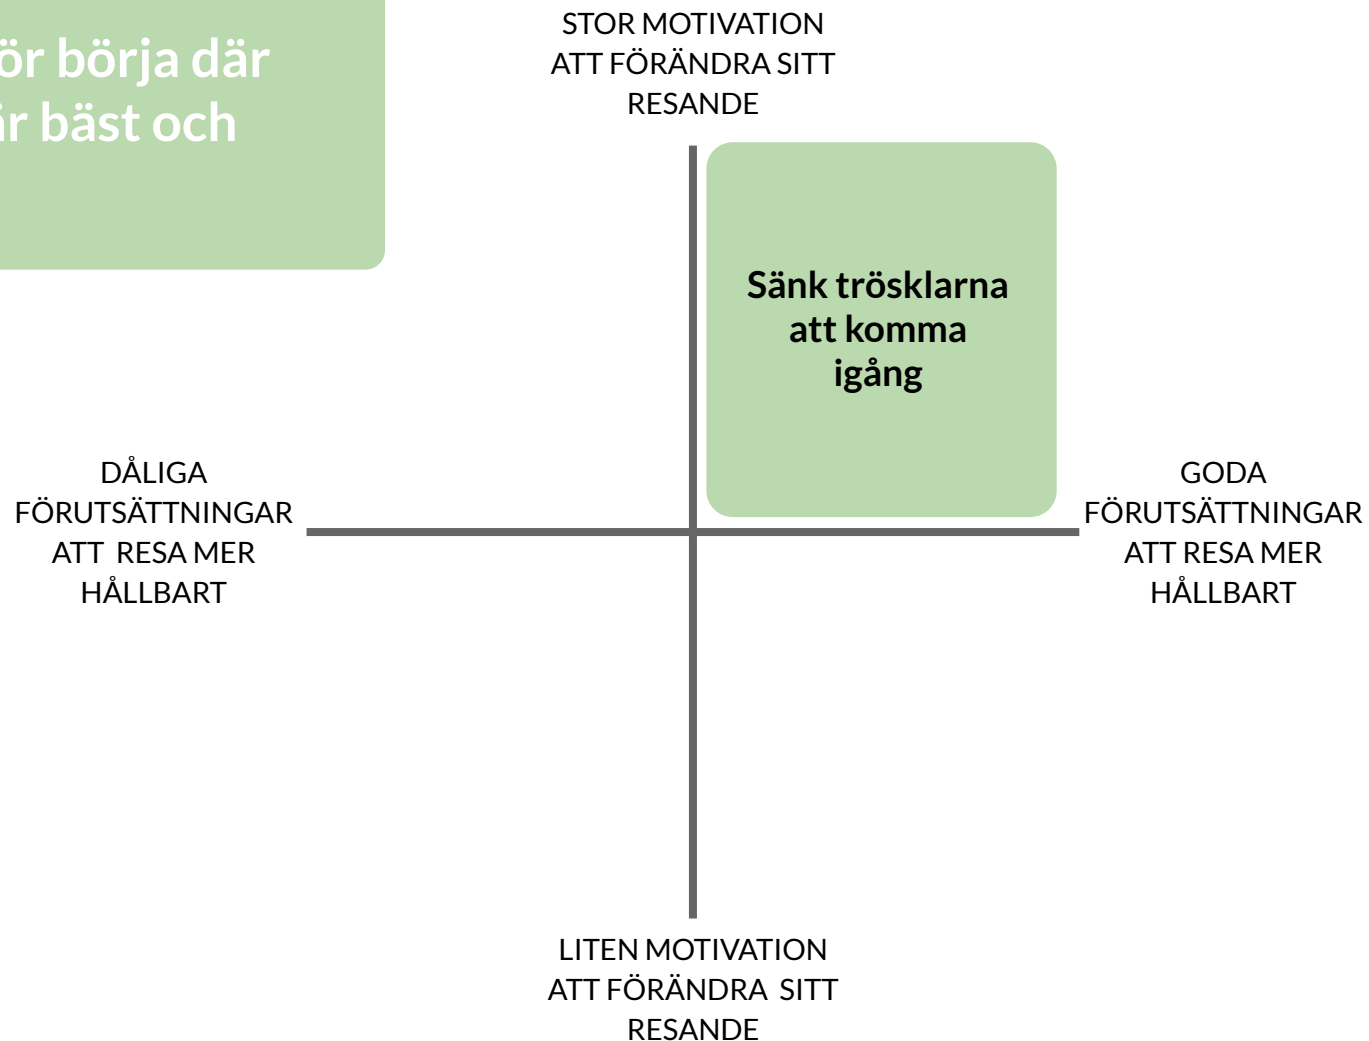 ör börja där
är bäst och
STOR MOTIVATION
ATT FÖRÄNDRA SITT
RESANDE
Sänk trösklarna
att komma
igång
DÅLIGA
FÖRUTSÄTTNINGAR
ATT RESA MER
HÅLLBART
GODA
FÖRUTSÄTTNINGAR
ATT RESA MER
HÅLLBART
LITEN MOTIVATION
ATT FÖRÄNDRA SITT
RESANDE